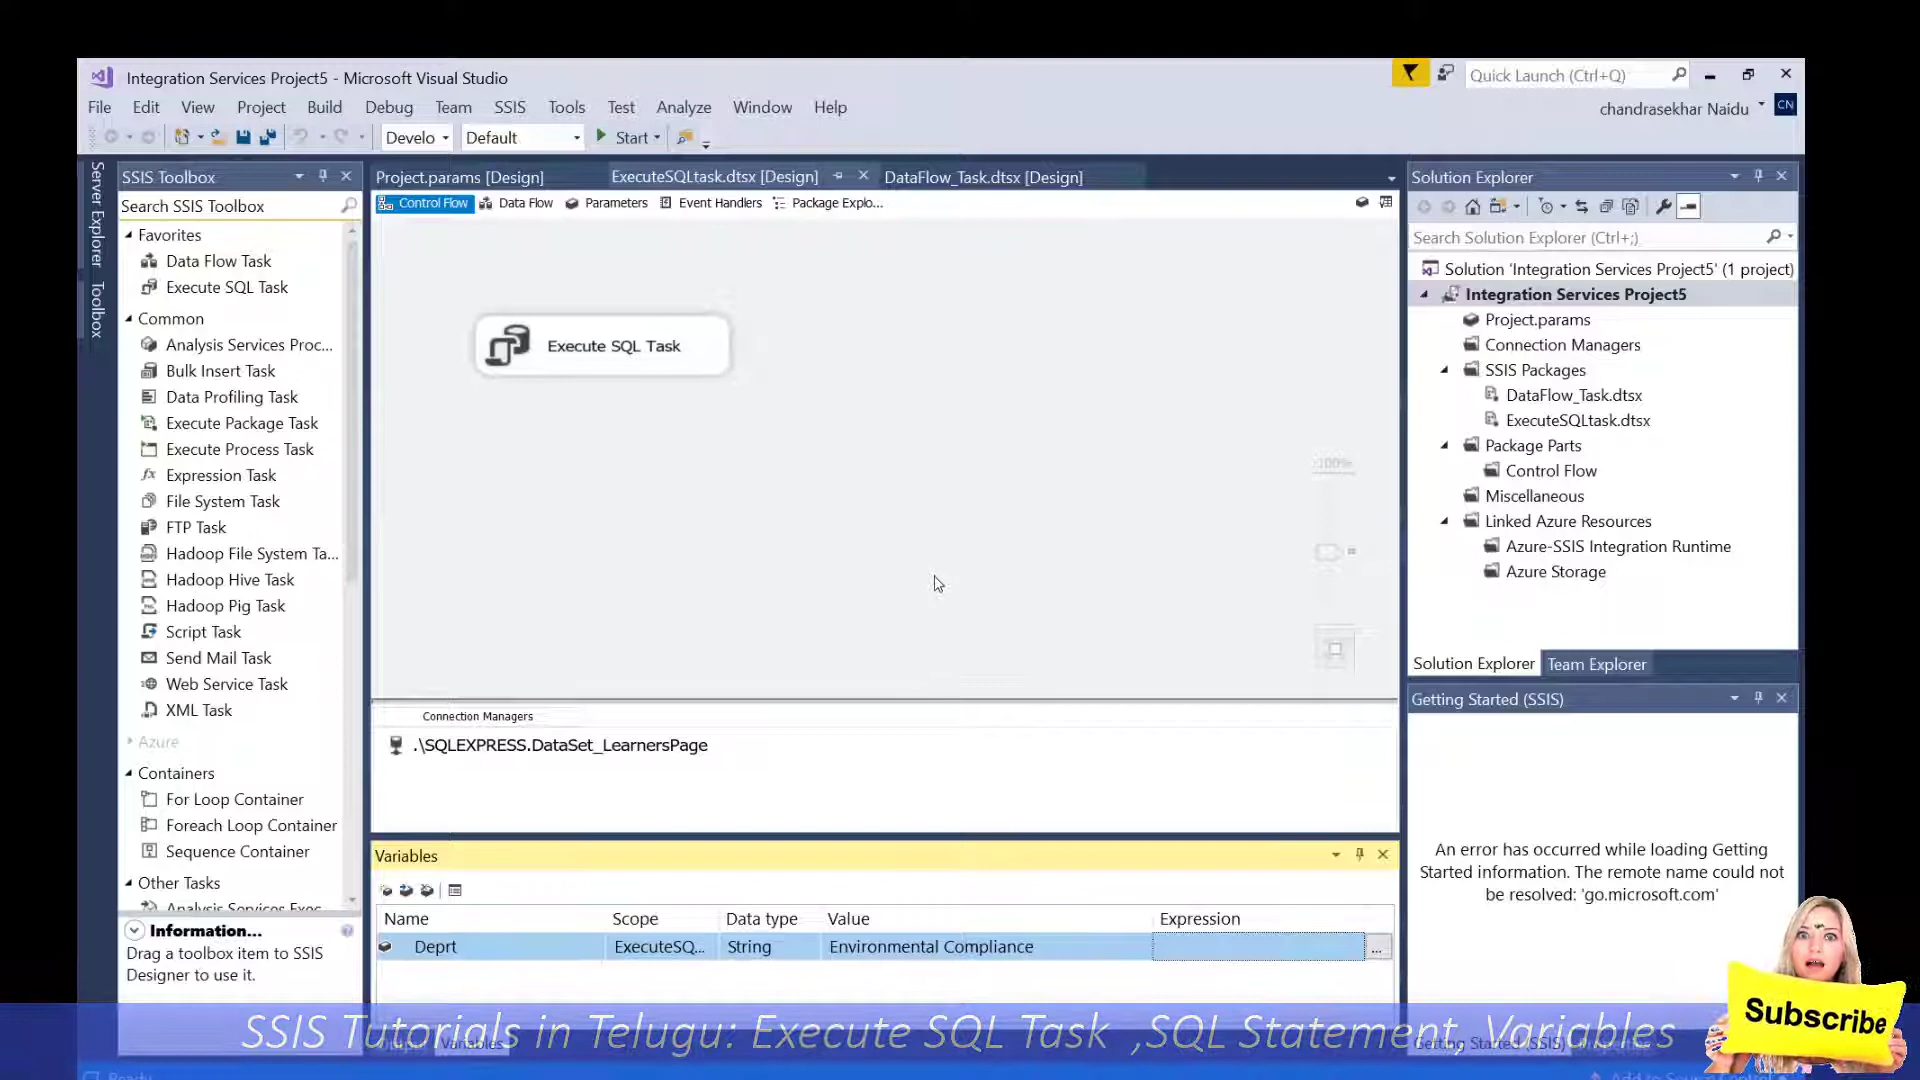 Integration Services Project5 - Microsoft Visual Studio
Quick Launch (Ctrl+Q)
File Edit View Project Build Debug Team SSIS Tools Test Analyze Window Help
chandrasekhar Naidu CN
Develo Default Start
Server Explorer
Toolbox
SSIS Toolbox
Search SSIS Toolbox
Favorites
Data Flow Task
Execute SQL Task
Common
Analysis Services Proc...
Bulk Insert Task
Data Profiling Task
Execute Package Task
Execute Process Task
Expression Task
File System Task
FTP Task
Hadoop File System Ta...
Hadoop Hive Task
Hadoop Pig Task
Script Task
Send Mail Task
Web Service Task
XML Task
Azure
Containers
For Loop Container
Foreach Loop Container
Sequence Container
Other Tasks
Analysis Services Exec
Information...
Drag a toolbox item to SSIS
Designer to use it.
Project.params [Design] ExecuteSQLtask.dtsx [Design] DataFlow_Task.dtsx [Design]
Control Flow Data Flow Parameters Event Handlers Package Explo...
Execute SQL Task
100%
Connection Managers
.\SQLEXPRESS.DataSet_LearnersPage
Variables
Name Scope Data type Value Expression
Deprt ExecuteSQ... String Environmental Compliance ...
Solution Explorer
Search Solution Explorer (Ctrl+;)
Solution 'Integration Services Project5' (1 project)
Integration Services Project5
Project.params
Connection Managers
SSIS Packages
DataFlow_Task.dtsx
ExecuteSQLtask.dtsx
Package Parts
Control Flow
Miscellaneous
Linked Azure Resources
Azure-SSIS Integration Runtime
Azure Storage
Solution Explorer Team Explorer
Getting Started (SSIS)
An error has occurred while loading Getting
Started information. The remote name could not
be resolved: 'go.microsoft.com'
Subscribe
SSIS Tutorials in Telugu: Execute SQL Task ,SQL Statement, Variables
Output Variables
Getting Started (SSIS)
Ready